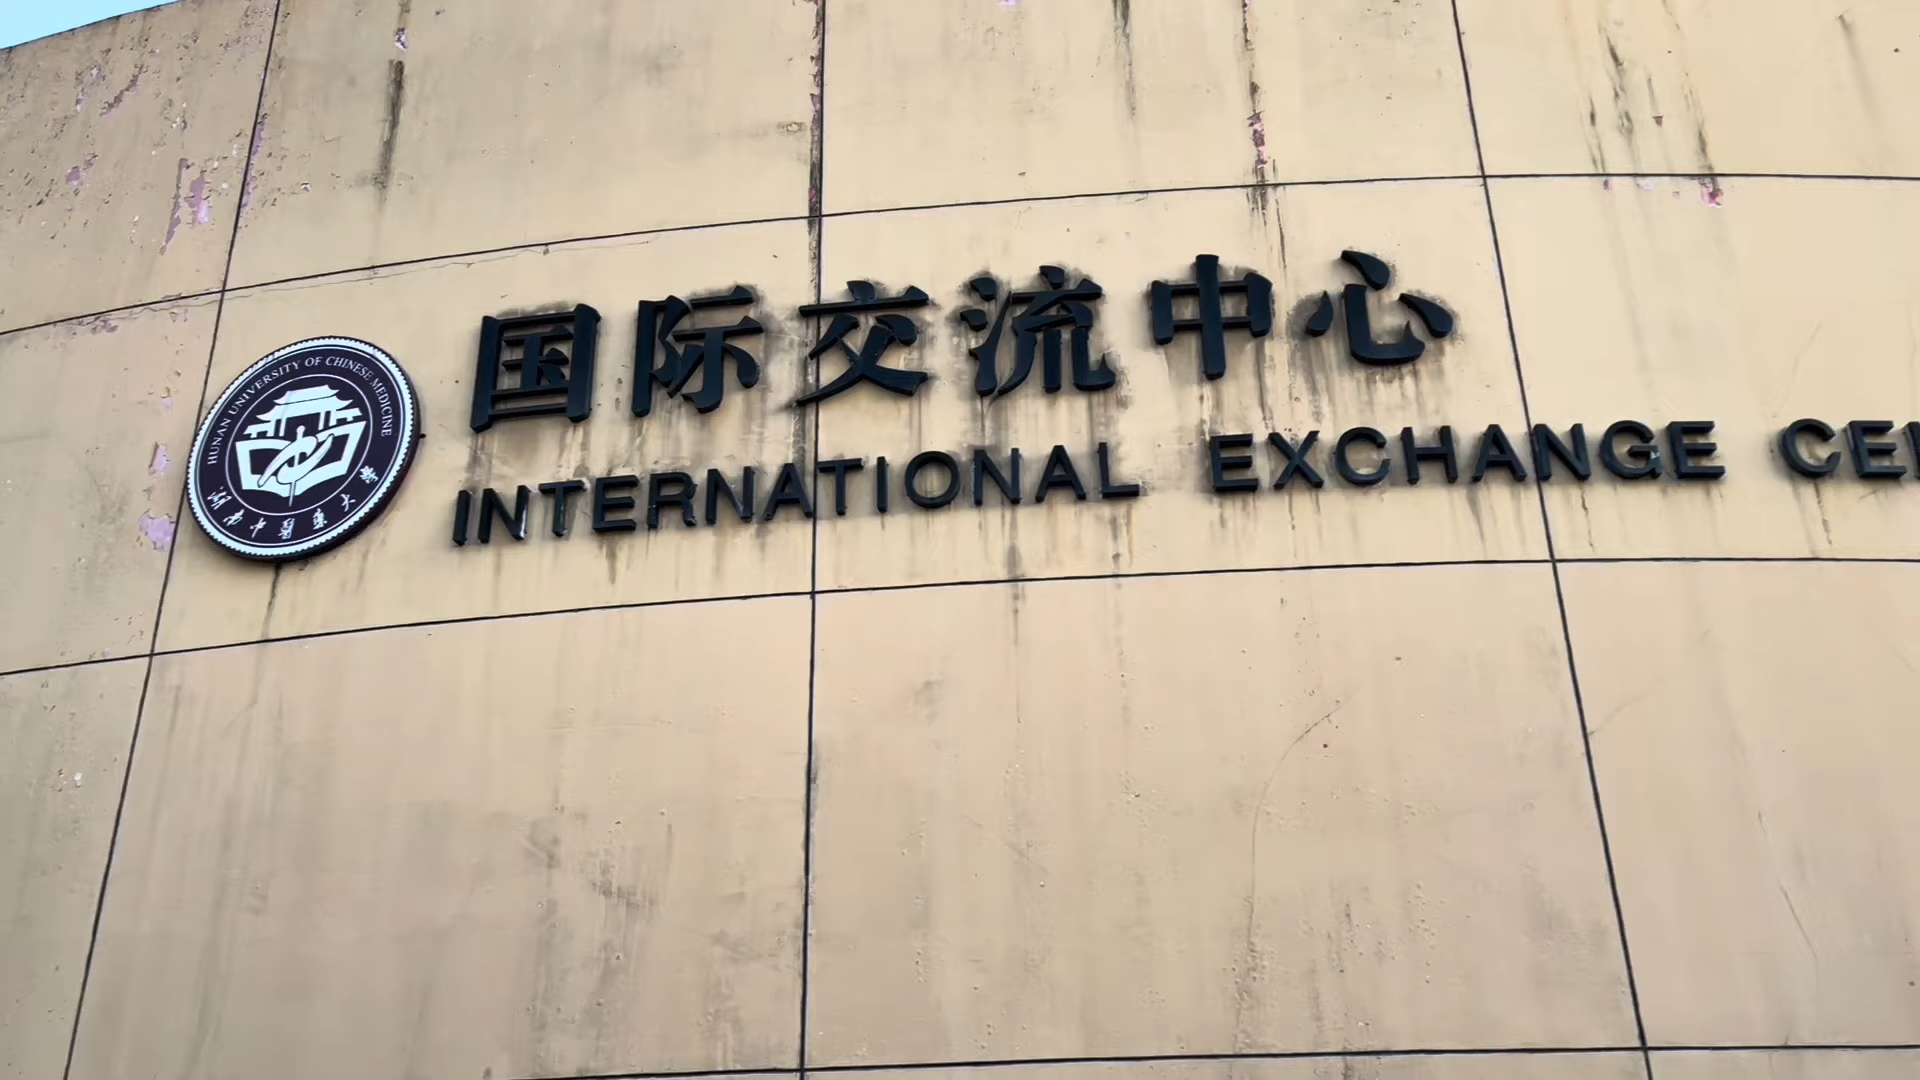 国际交流中心
INTERNATIONAL EXCHANGE CE
HUNAN UNIVERSITY OF CHINESE MEDICINE
湖南中医药大学